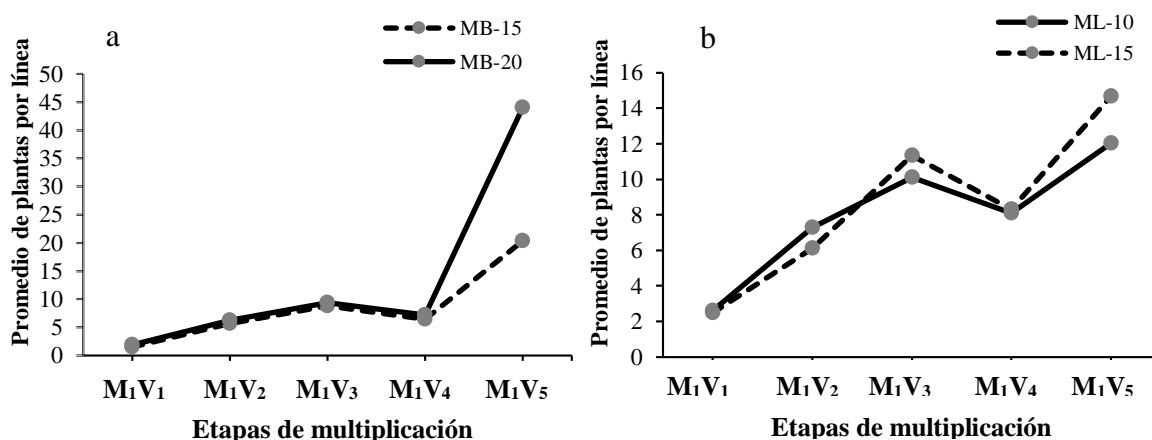 a
MB-15
MB-20
Promedio de plantas por línea
50
45
40
35
30
25
20
15
10
5
0
M₁V₁ M₁V₂ M₁V₃ M₁V₄ M₁V₅
Etapas de multiplicación
b
ML-10
ML-15
Promedio de plantas por línea
16
14
12
10
8
6
4
2
0
M₁V₁ M₁V₂ M₁V₃ M₁V₄ M₁V₅
Etapas de multiplicación